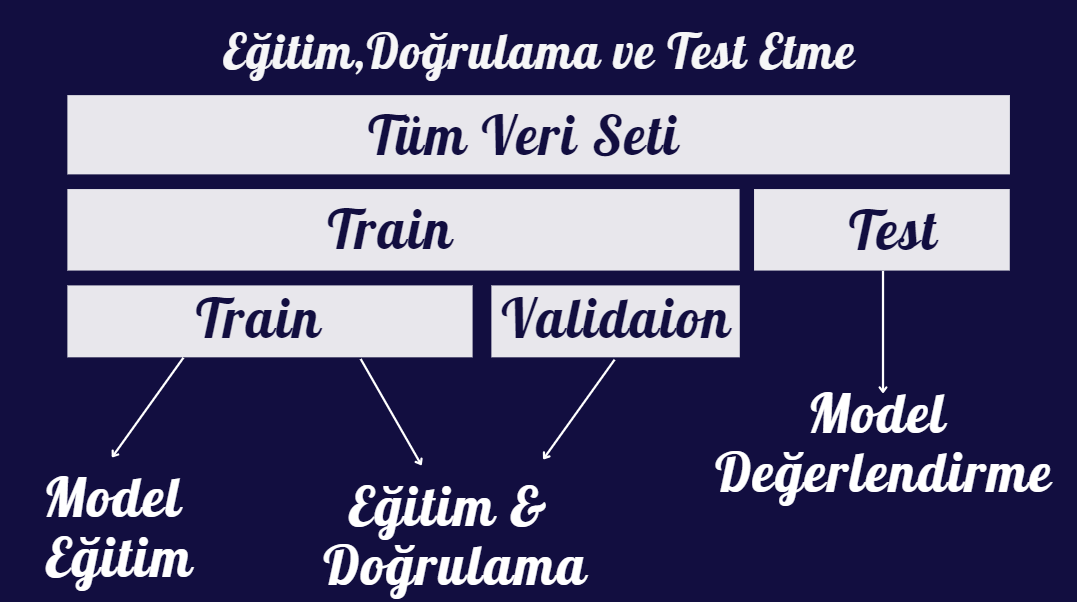 Eğitim,Doğrulama ve Test Etme
Tüm Veri Seti
Train
Test
Train
Validaion
Model
Eğitim
Eğitim &
Doğrulama
Model
Değerlendirme